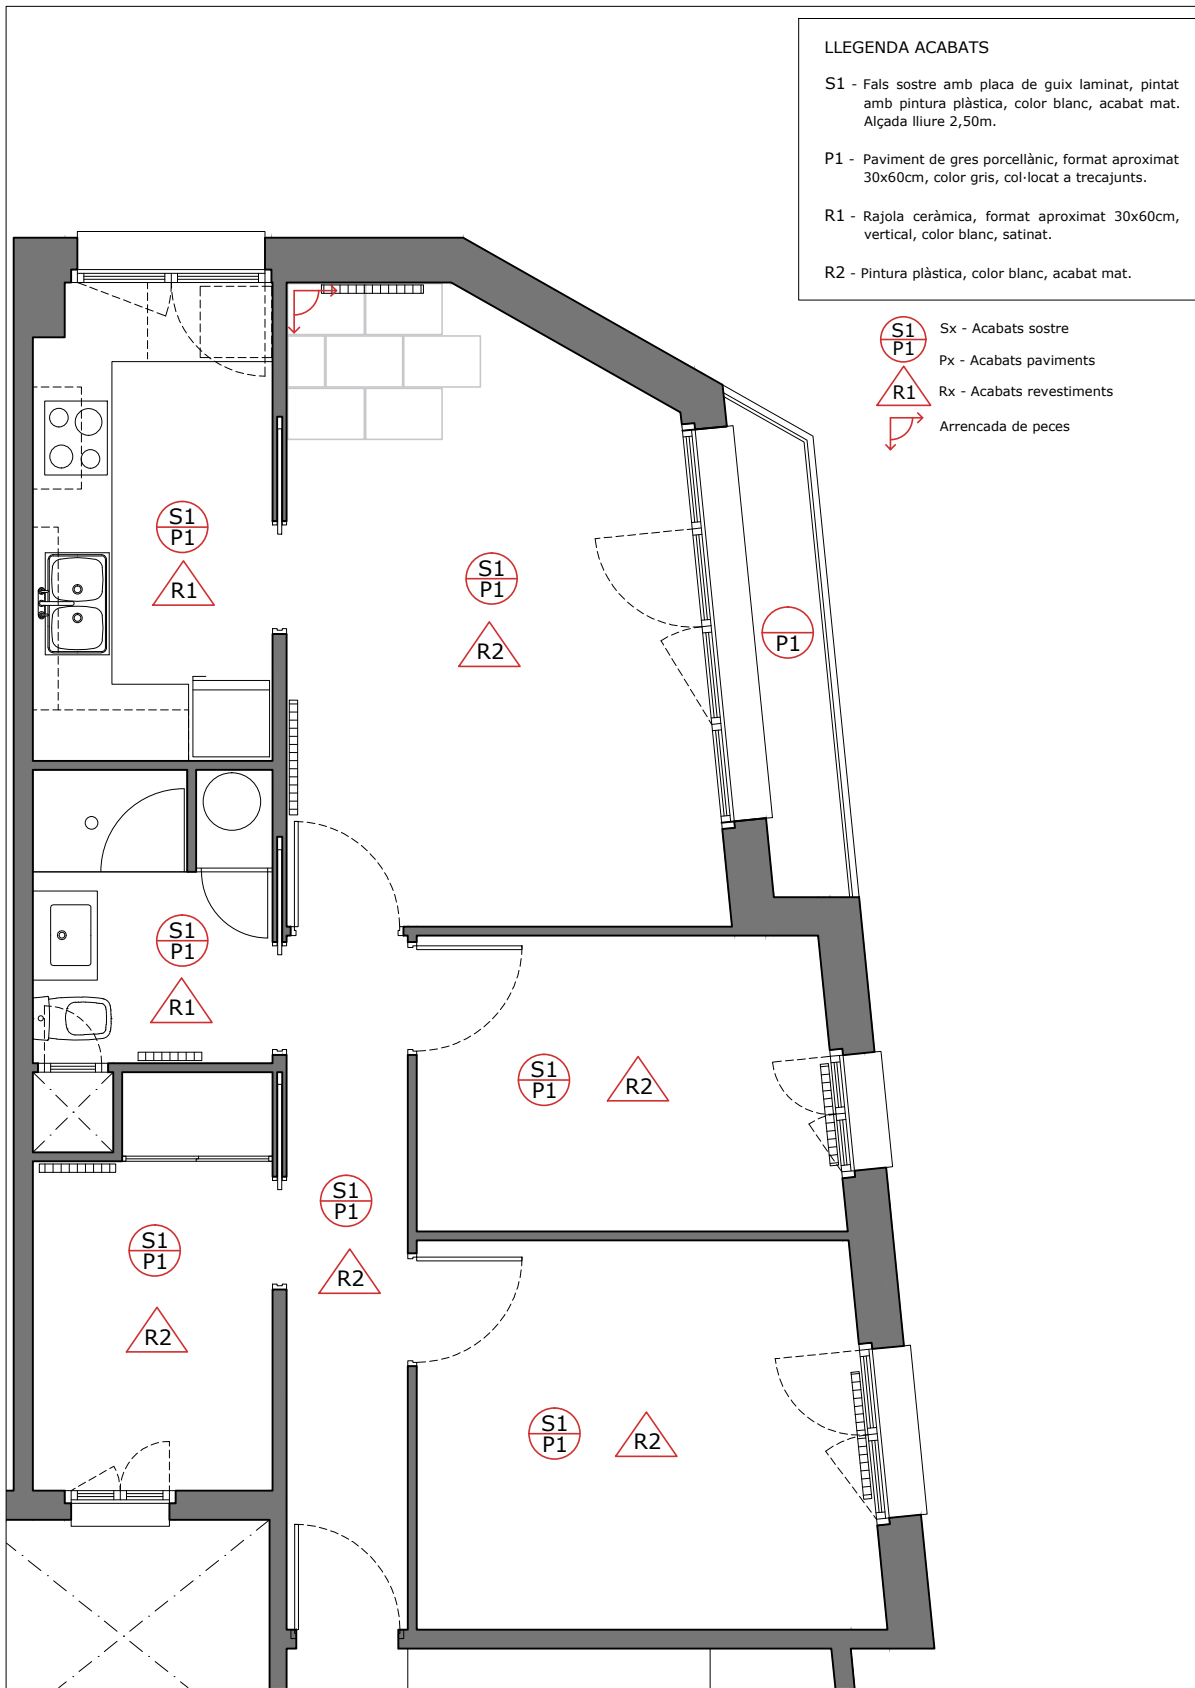 LLEGENDA ACABATS
S1 - Fals sostre amb placa de guix laminat, pintat
amb pintura plàstica, color blanc, acabat mat.
Alçada lliure 2,50m.
P1 - Paviment de gres porcellànic, format aproximat
30x60cm, color gris, col·locat a trecajunts.
R1 - Rajola ceràmica, format aproximat 30x60cm,
vertical, color blanc, satinat.
R2 - Pintura plàstica, color blanc, acabat mat.
S1
P1
Sx - Acabats sostre
Px - Acabats paviments
R1
Rx - Acabats revestiments
Arrencada de peces
S1
P1
R1
S1
P1
R2
P1
S1
P1
R1
S1
P1
R2
S1
P1
R2
S1
P1
R2
S1
P1
R2